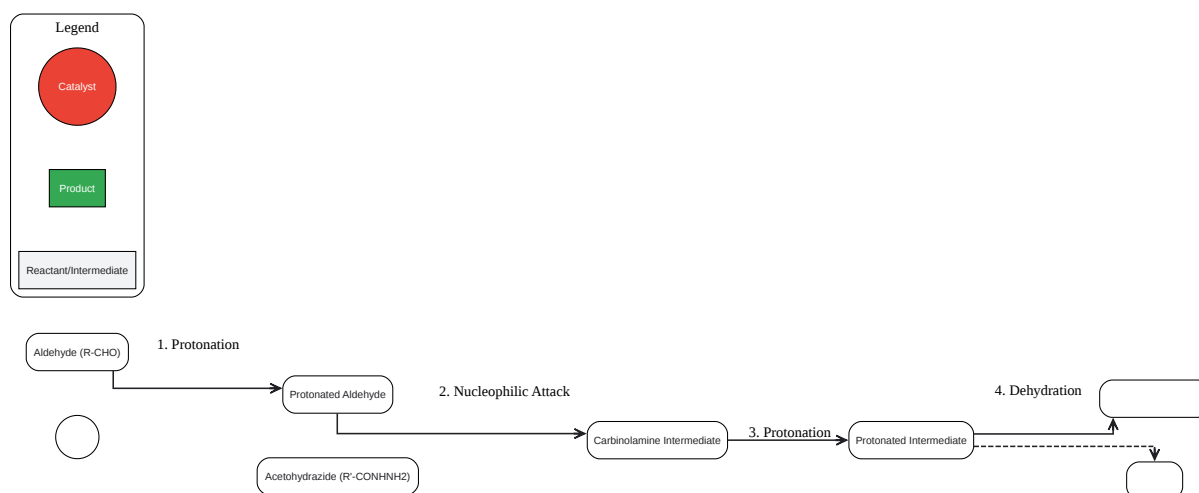 Legend
Catalyst
Product
Reactant/Intermediate
Aldehyde (R-CHO)
1. Protonation
Protonated Aldehyde
2. Nucleophilic Attack
Acetohydrazide (R'-CONHNH2)
Carbinolamine Intermediate
3. Protonation
Protonated Intermediate
4. Dehydration